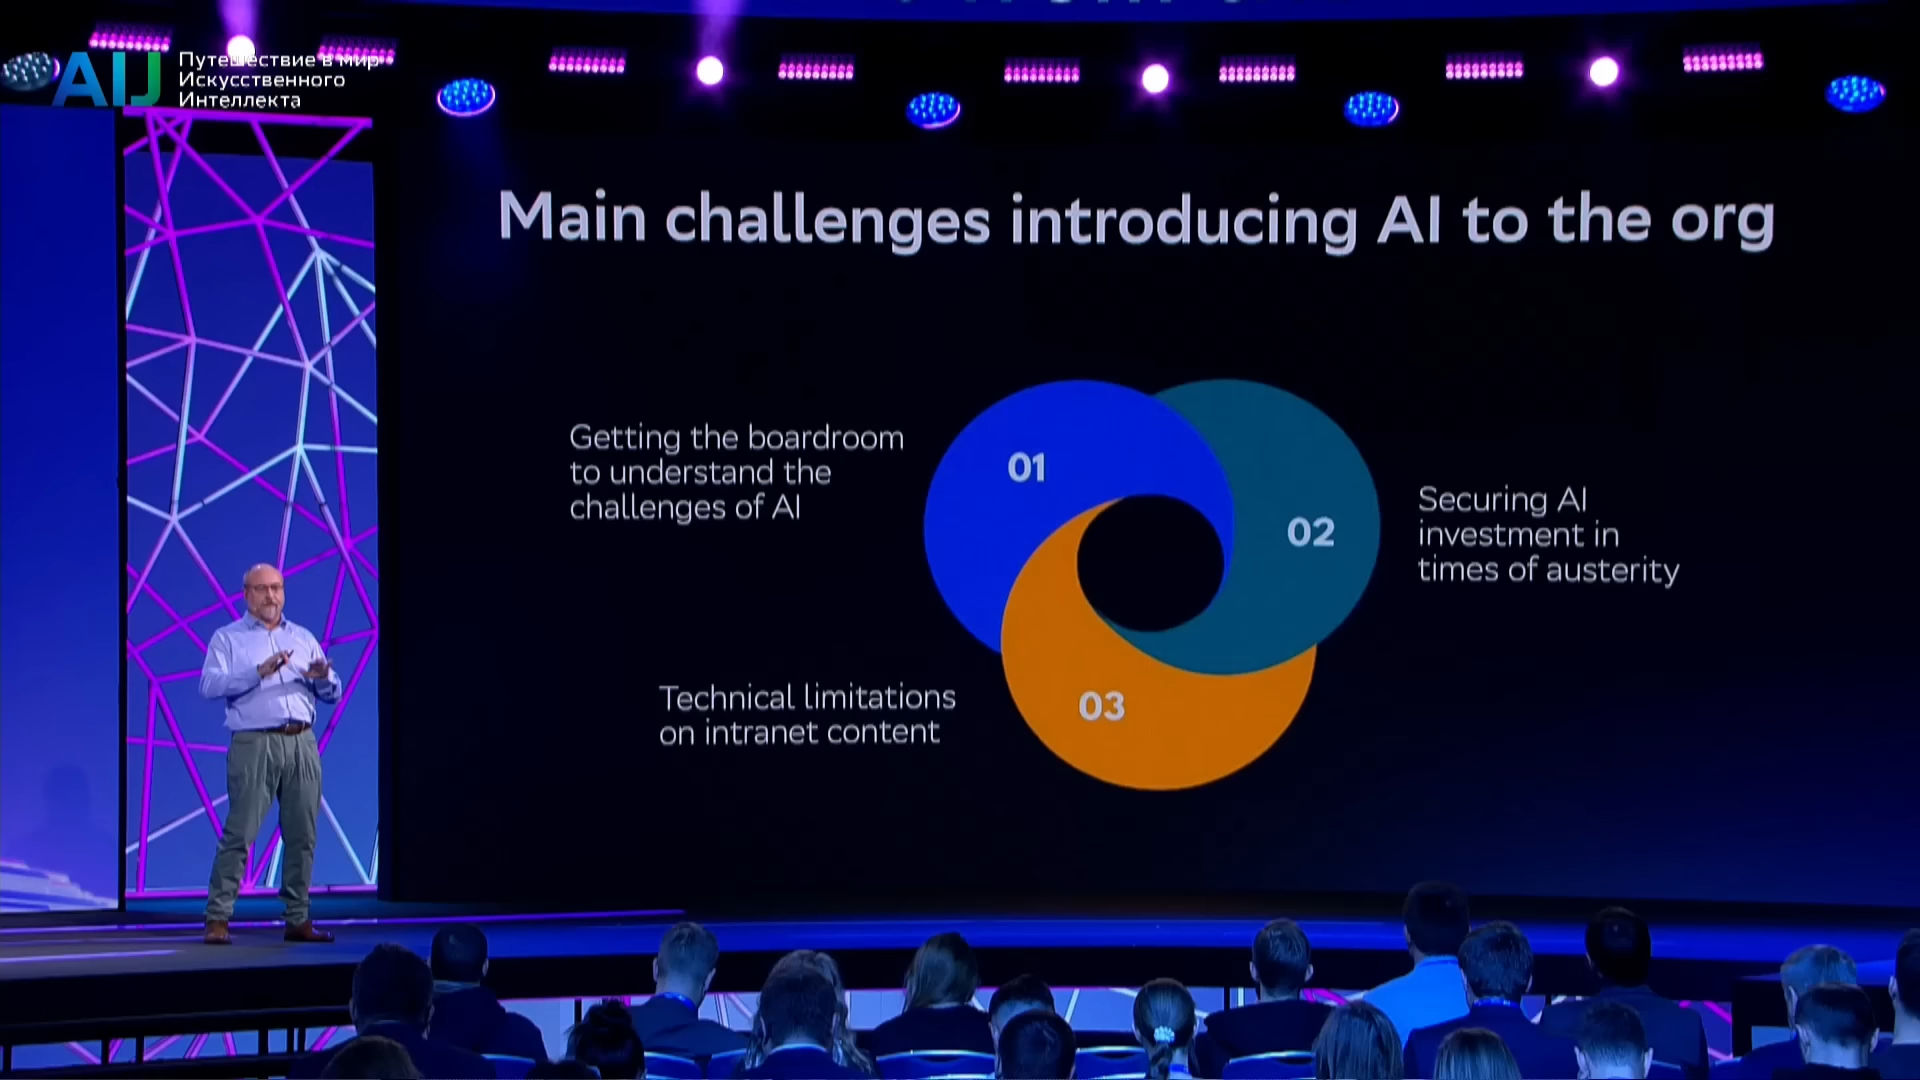 AIJ
Путешествие в мир
Искусственного
Интеллекта
Main challenges introducing AI to the org
Getting the boardroom
to understand the
challenges of AI
01
02
Securing AI
investment in
times of austerity
Technical limitations
on intranet content
03